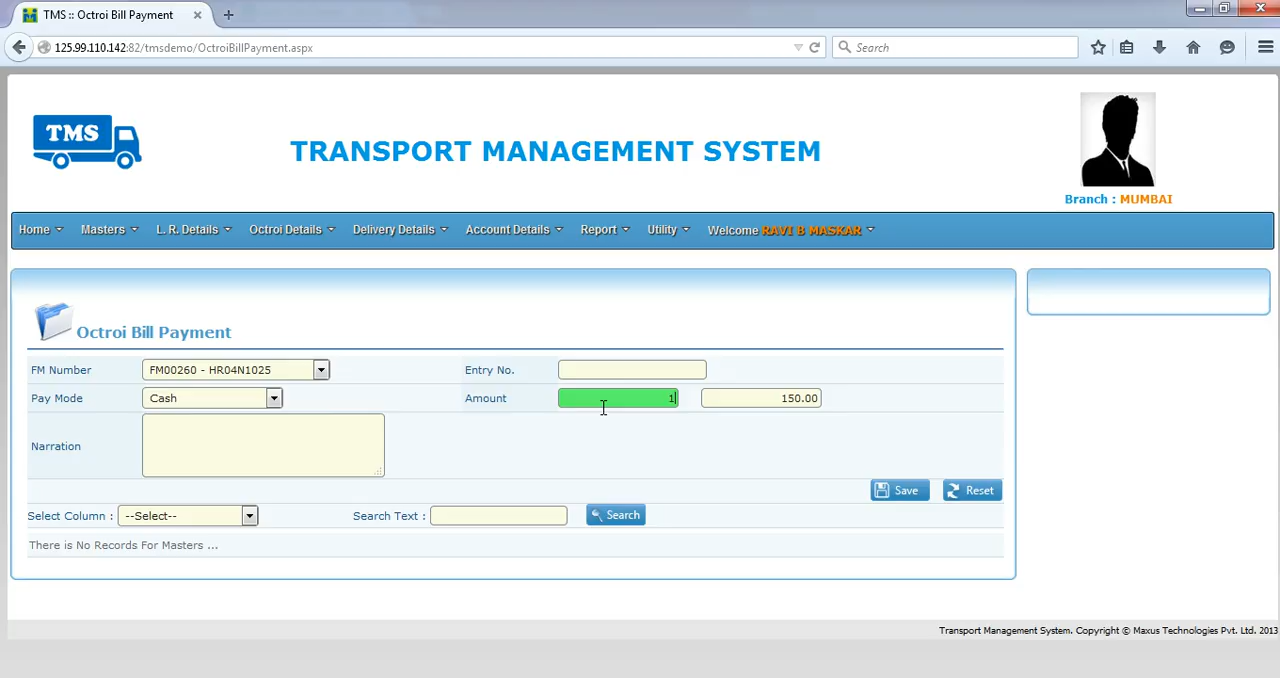 TMS :: Octroi Bill Payment
125.99.110.142:82/tmsdemo/OctroiBillPayment.aspx
Search
TMS
TRANSPORT MANAGEMENT SYSTEM
Branch : MUMBAI
Home Masters L. R. Details Octroi Details Delivery Details Account Details Report Utility Welcome RAVI B MASKAR
Octroi Bill Payment
FM Number FM00260 - HR04N1025 Entry No.
Pay Mode Cash Amount 1 150.00
Narration
Save Reset
Select Column : --Select-- Search Text : Search
There is No Records For Masters ...
Transport Management System. Copyright © Maxus Technologies Pvt. Ltd. 2013